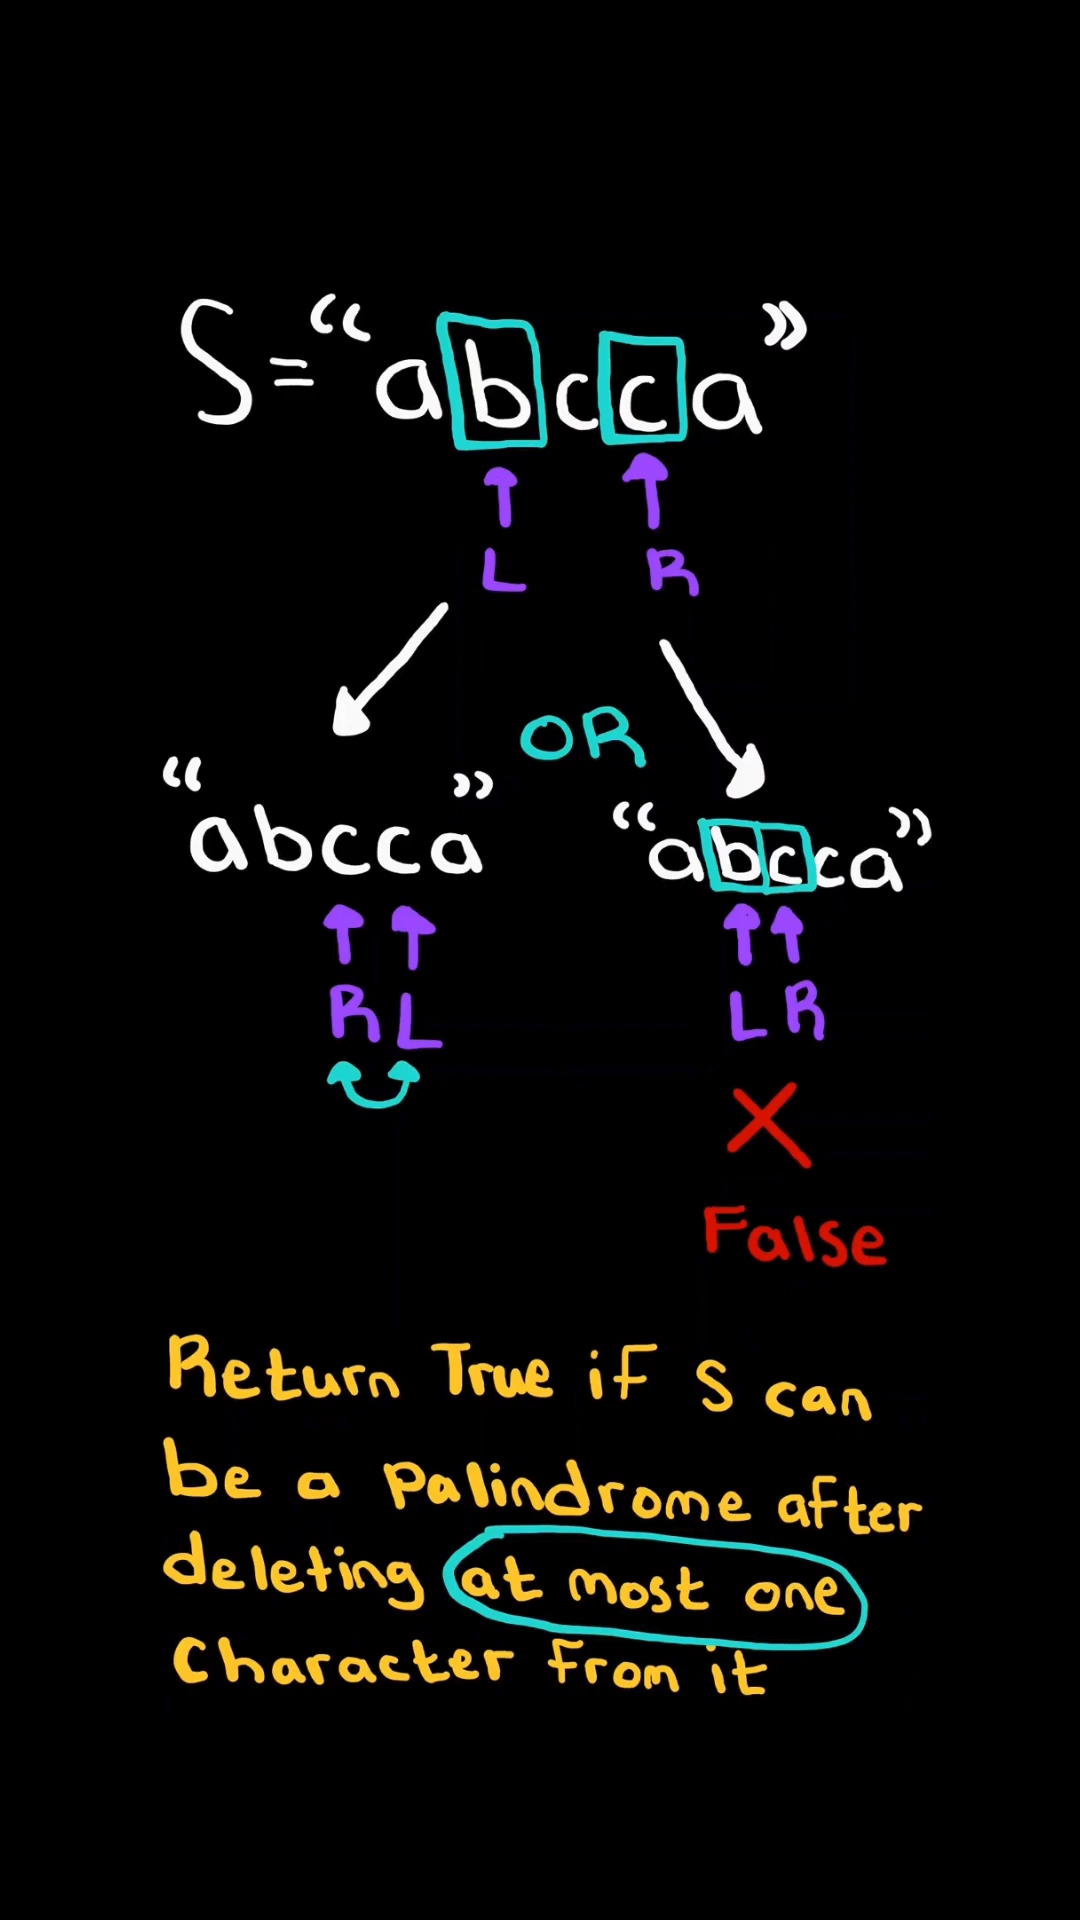 S="abcca"
L R
OR
"abcca" "abcca"
R L L R
False
Return True if S can
be a palindrome after
deleting at most one
character from it